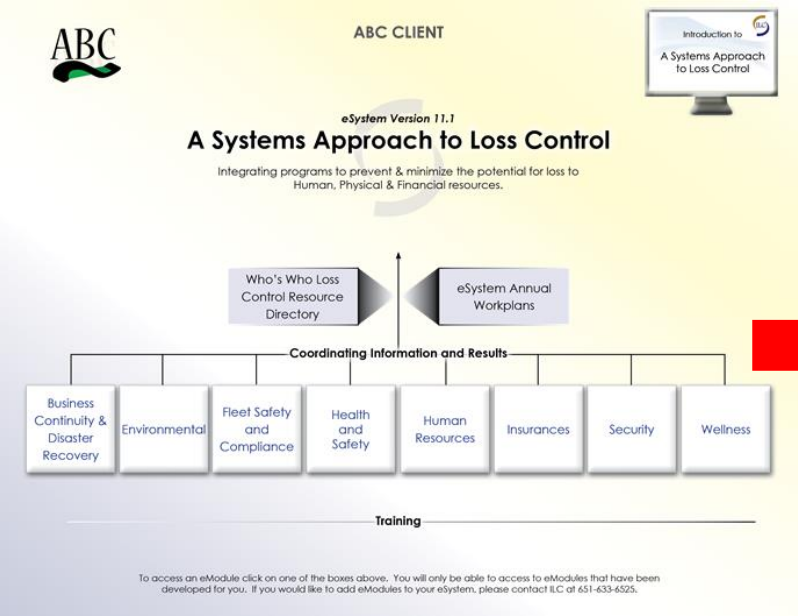 ABC
ABC CLIENT
Introduction to
A Systems Approach
to Loss Control
eSystem Version 11.1
A Systems Approach to Loss Control
Integrating programs to prevent & minimize the potential for loss to
Human, Physical & Financial resources.
Who's Who Loss
Control Resource
Directory
eSystem Annual
Workplans
Coordinating Information and Results
Business
Continuity &
Disaster
Recovery
Environmental
Fleet Safety
and
Compliance
Health
and
Safety
Human
Resources
Insurances
Security
Wellness
Training
To access an eModule click on one of the boxes above. You will only be able to access to eModules that have been
developed for you. If you would like to add eModules to your eSystem, please contact ILC at 651-633-6525.